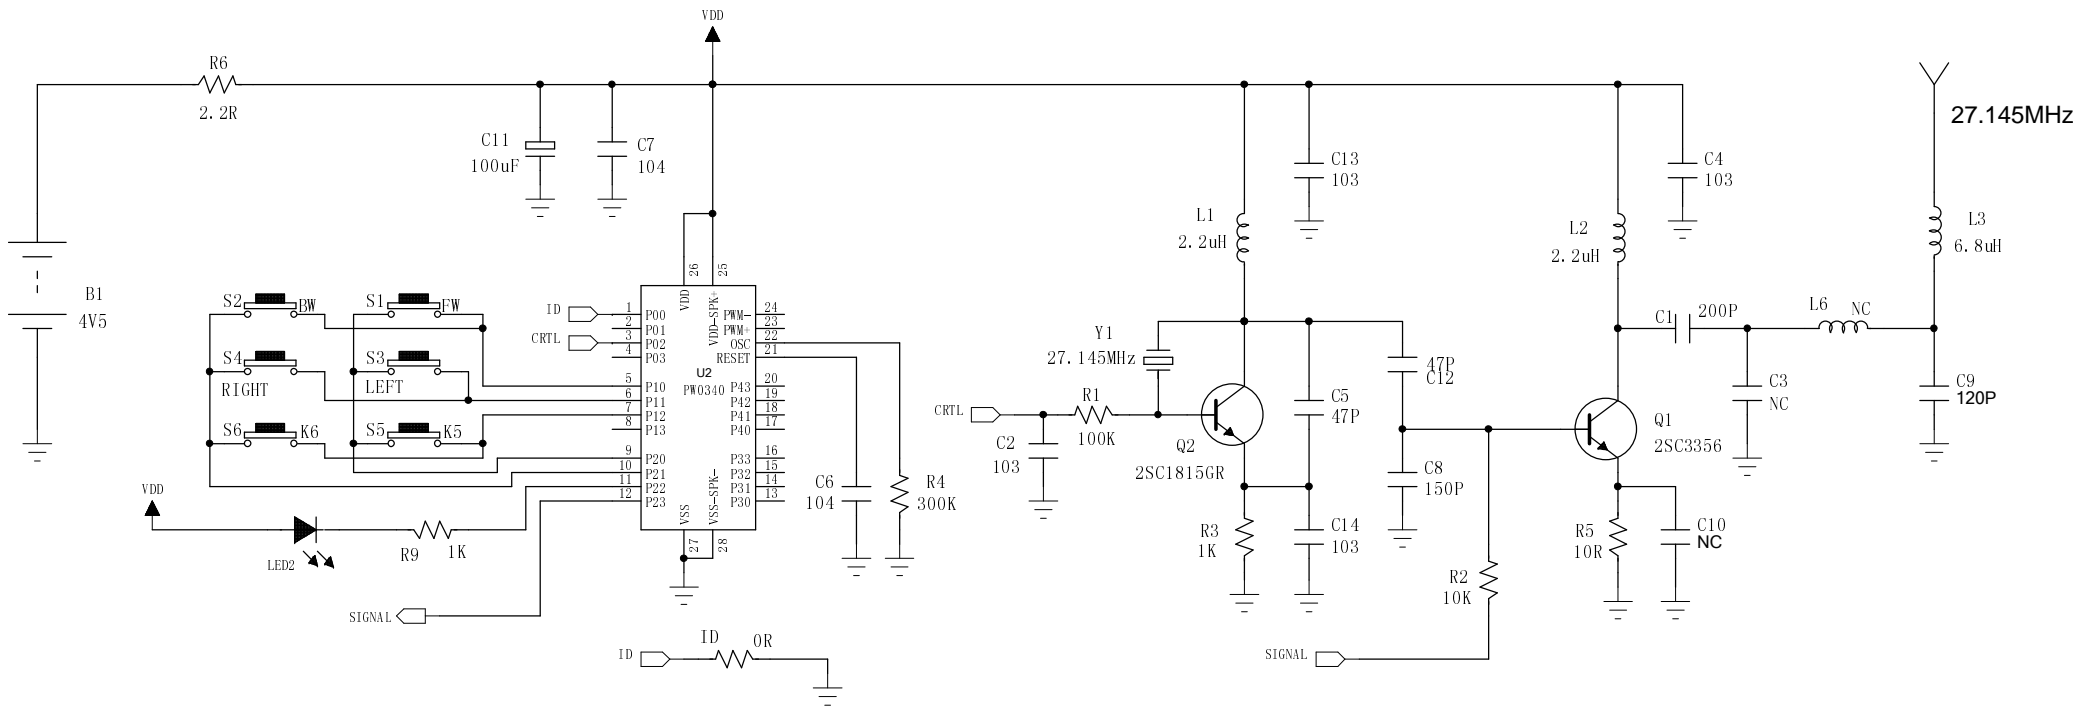 VDD
R6
2.2R
27.145MHz
C11
100uF
C7
104
C13
103
C4
103
L1
2.2uH
L2
2.2uH
L3
6.8uH
B1
4V5
S2
BW
S1
FW
S4
RIGHT
S3
LEFT
S6
K6
S5
K5
ID
CRTL
1
2
3
4
5
6
7
8
9
10
11
12
P00
P01
P02
P03
P10
P11
P12
P13
P20
P21
P22
P23
26
25
VDD
VDD-SPK+
U2
PW0340
VSS
VSS-SPK-
27
28
PWM-
PWM+
OSC
RESET
P43
P42
P41
P40
P33
P32
P31
P30
24
23
22
21
20
19
18
17
16
15
14
13
C6
104
R4
300K
VDD
LED2
R9
1K
SIGNAL
ID
ID
0R
Y1
27.145MHz
CRTL
R1
100K
C2
103
Q2
2SC1815GR
C5
47P
47P
C12
C8
150P
R3
1K
C14
103
R2
10K
SIGNAL
Q1
2SC3356
R5
10R
C10
NC
C1
200P
L6
NC
C3
NC
C9
120P